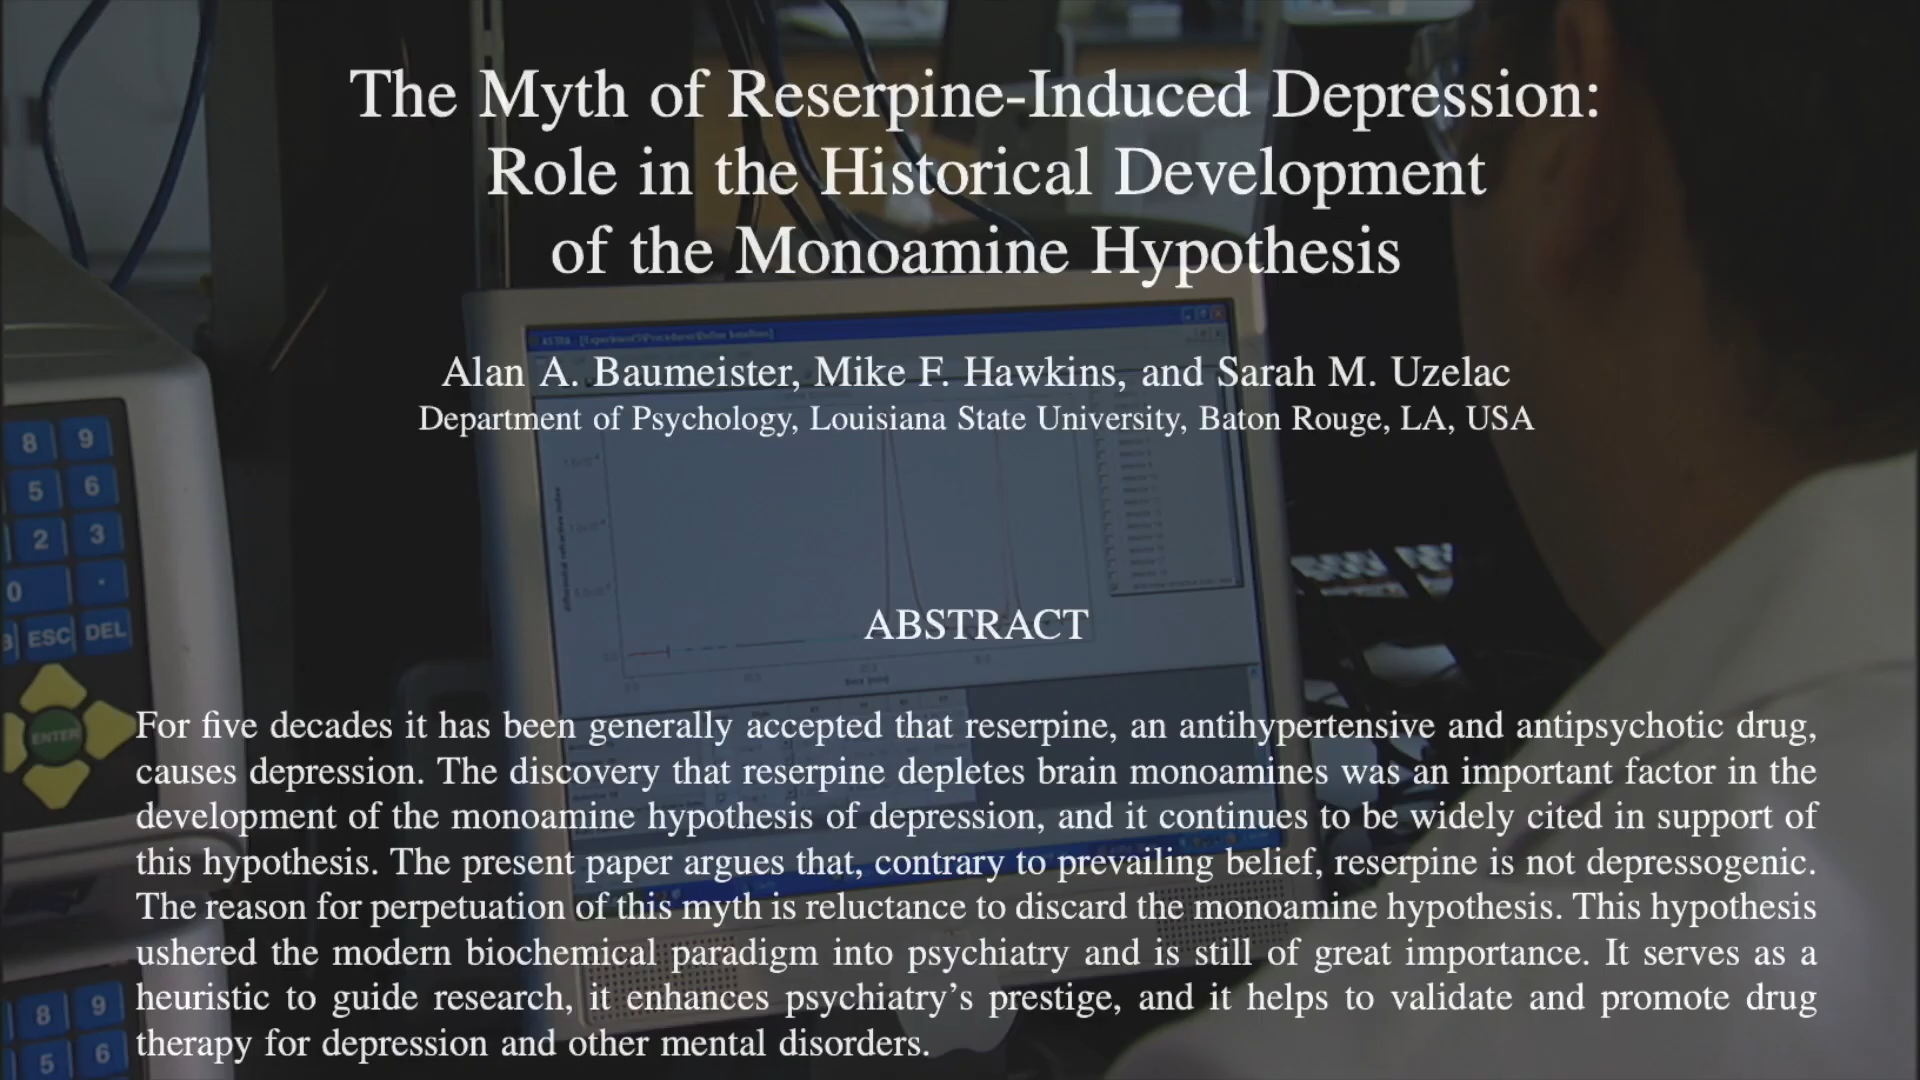 The Myth of Reserpine-Induced Depression:
Role in the Historical Development
of the Monoamine Hypothesis
Alan A. Baumeister, Mike F. Hawkins, and Sarah M. Uzelac
Department of Psychology, Louisiana State University, Baton Rouge, LA, USA
ABSTRACT
For five decades it has been generally accepted that reserpine, an antihypertensive and antipsychotic drug,
causes depression. The discovery that reserpine depletes brain monoamines was an important factor in the
development of the monoamine hypothesis of depression, and it continues to be widely cited in support of
this hypothesis. The present paper argues that, contrary to prevailing belief, reserpine is not depressogenic.
The reason for perpetuation of this myth is reluctance to discard the monoamine hypothesis. This hypothesis
ushered the modern biochemical paradigm into psychiatry and is still of great importance. It serves as a
heuristic to guide research, it enhances psychiatry's prestige, and it helps to validate and promote drug
therapy for depression and other mental disorders.
8 9
5 6
2 3
0 .
ESC DEL
ENTER
8 9
5 6